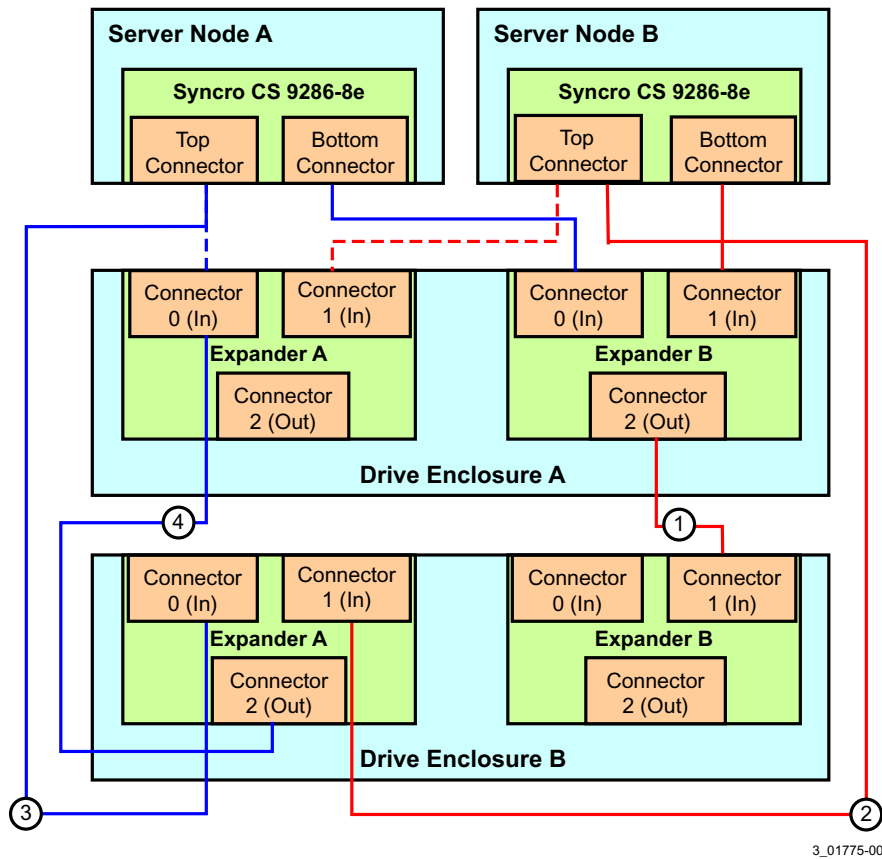 Server Node A
Server Node B
Syncro CS 9286-8e
Syncro CS 9286-8e
Top
Connector
Bottom
Connector
Top
Connector
Bottom
Connector
Connector
0 (In)
Connector
1 (In)
Connector
0 (In)
Connector
1 (In)
Expander A
Expander B
Connector
2 (Out)
Connector
2 (Out)
Drive Enclosure A
4
1
Connector
0 (In)
Connector
1 (In)
Connector
0 (In)
Connector
1 (In)
Expander A
Expander B
Connector
2 (Out)
Connector
2 (Out)
Drive Enclosure B
3
2
3_01775-00